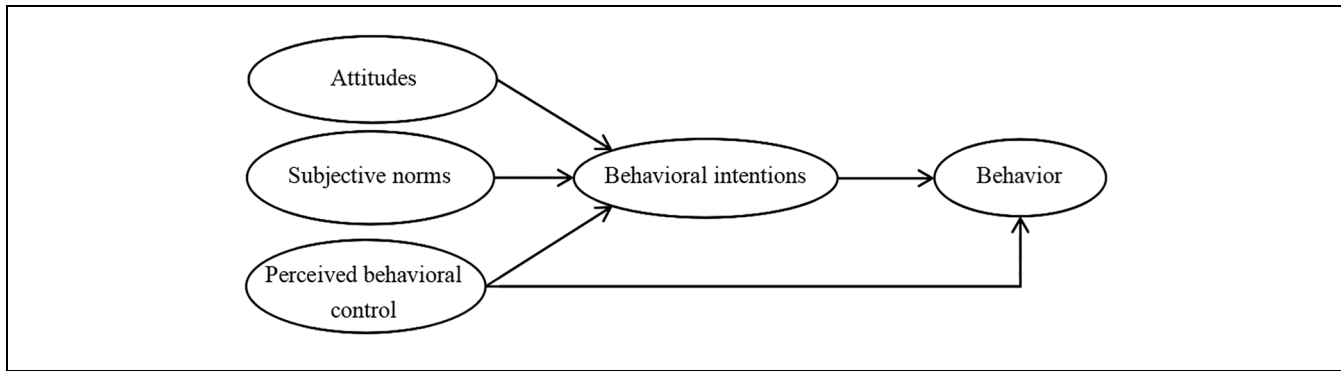 Attitudes
Subjective norms
Behavioral intentions
Behavior
Perceived behavioral
control